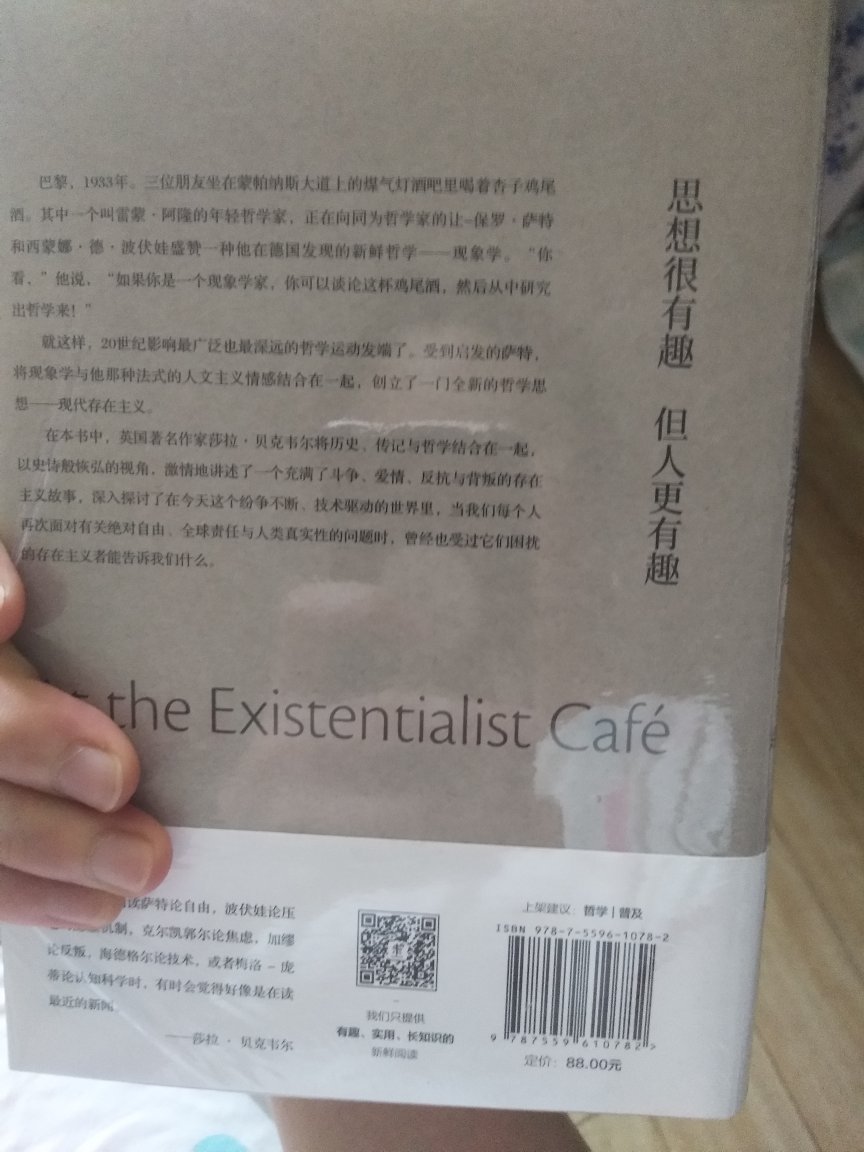 巴黎，1933年。三位朋友坐在蒙帕纳斯大道上的煤气灯酒吧里喝着杏子鸡尾
酒。其中一个叫雷蒙·阿隆的年轻哲学家，正在向同为哲学家的让-保罗·萨特
和西蒙娜·德·波伏娃盛赞一种他在德国发现的新鲜哲学——现象学。“你
看，”他说，“如果你是一个现象学家，你可以谈论这杯鸡尾酒，然后从中研究
出哲学来！”
就这样，20世纪影响最广泛也最深远的哲学运动发端了。受到启发的萨特，
将现象学与他那种法式的人文主义情感结合在一起，创立了一门全新的哲学思
想——现代存在主义。
在本书中，英国著名作家莎拉·贝克韦尔将历史、传记与哲学结合在一起，
以史诗般恢弘的视角，激情地讲述了一个充满了斗争、爱情、反抗与背叛的存在
主义故事，深入探讨了在今天这个纷争不断、技术驱动的世界里，当我们每个人
再次面对有关绝对自由、全球责任与人类真实性的问题时，曾经也受过它们困扰
的存在主义者能告诉我们什么。
思想很有趣 但人更有趣
the Existentialist Café
读萨特论自由，波伏娃论压
机制，克尔凯郭尔论焦虑，加缪
论反叛，海德格尔论技术，或者梅洛-庞
蒂论认知科学时，有时会觉得好像是在读
最近的新闻
——莎拉·贝克韦尔
我们只提供
有趣、实用、长知识的
新鲜阅读
上架建议：哲学|普及
ISBN 978-7-5596-1078-2
9 787559 610782 >
定价：88.00元